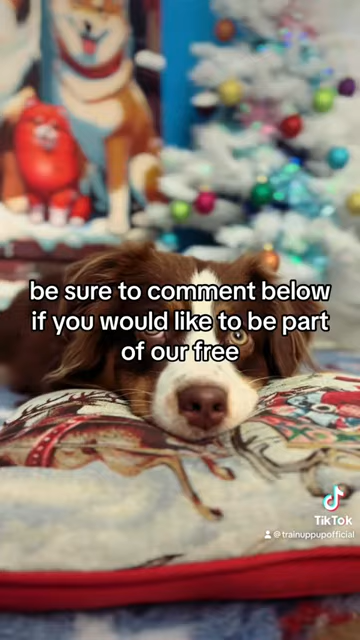 be sure to comment below
if you would like to be part
of our free
TikTok
@trainuppupofficial